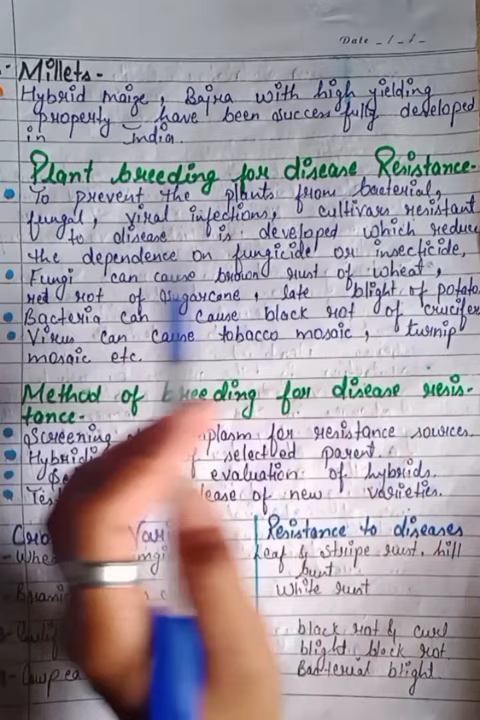 Date _ / _ / _
Millets -
Hybrid maize, Bajra with high yielding
property have been successfully developed
in India.
Plant breeding for disease Resistance -
To prevent the plants from bacterial,
fungal, viral infections, cultivars resistant
to disease is developed which reduce
the dependence on fungicide or insecticide,
Fungi can cause brown rust of wheat,
red rot of sugarcane, late blight of potato
Bacteria can cause black rot of crucifer
Virus can cause tobacco mosaic, turnip
mosaic etc.
Method of breeding for disease resis-
tance -
Screening for resistance sources.
selected parent.
evaluation of hybrids.
of new varieties.
Resistance to diseases
Leaf & stripe rust, hill
bunt
white rust
black rot & curl
blight black rot
Bacterial blight